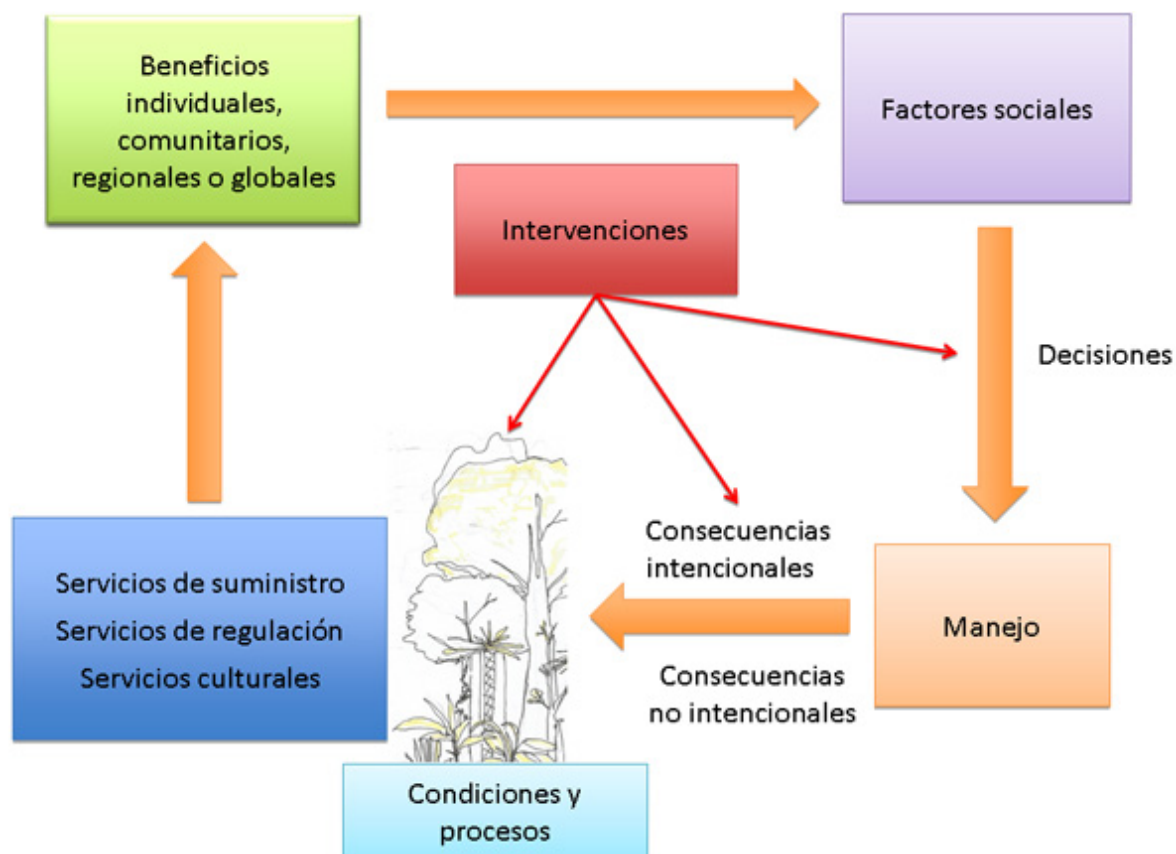 Beneficios
individuales,
comunitarios,
regionales o globales
Factores sociales
Intervenciones
Decisiones
Consecuencias
intencionales
Servicios de suministro
Servicios de regulación
Servicios culturales
Manejo
Consecuencias
no intencionales
Condiciones y
procesos